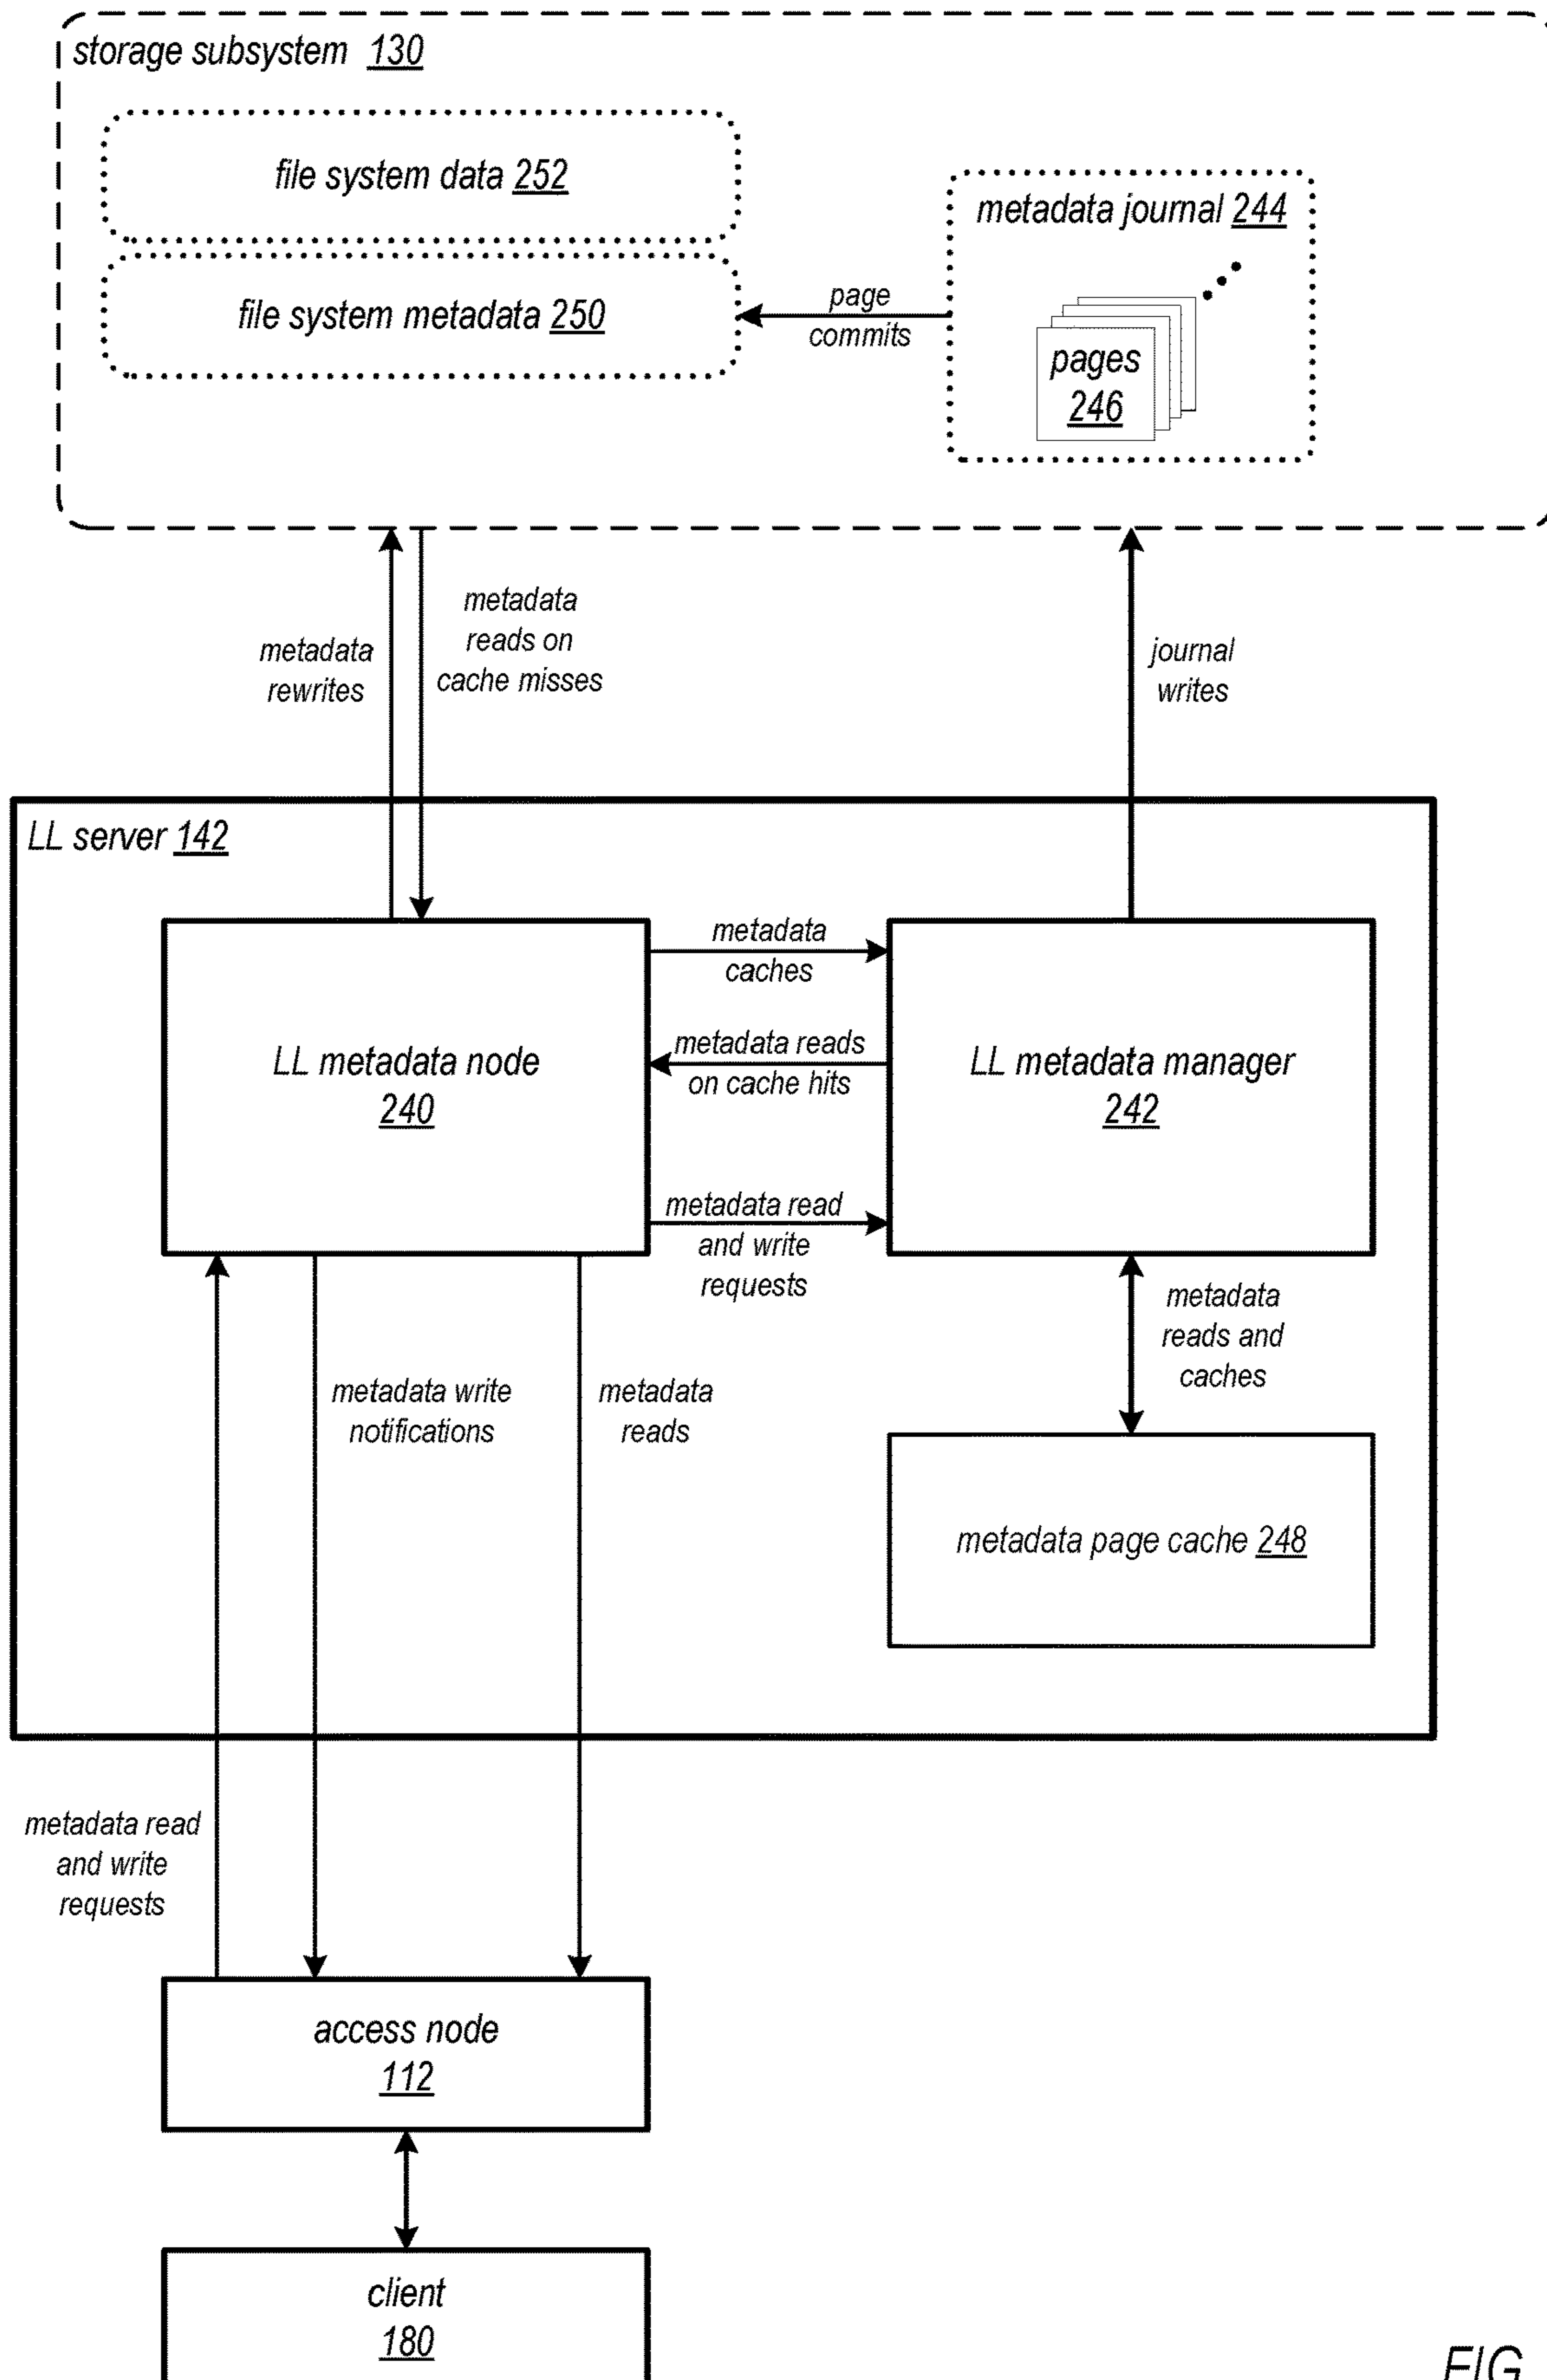 storage subsystem 130
file system data 252
metadata journal 244
file system metadata 250
page
commits
pages
246
metadata
rewrites
metadata
reads on
cache misses
journal
writes
LL server 142
LL metadata node
240
metadata
caches
metadata reads
on cache hits
metadata read
and write
requests
LL metadata manager
242
metadata
reads and
caches
metadata write
notifications
metadata
reads
metadata page cache 248
metadata read
and write
requests
access node
112
client
180
FIG